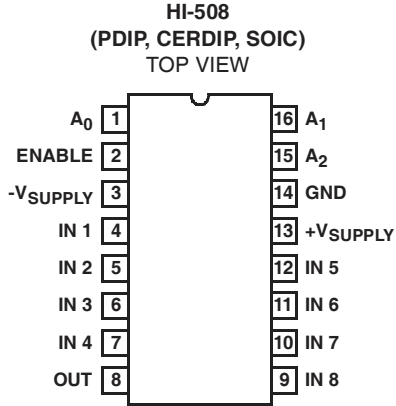 HI-508
(PDIP, CERDIP, SOIC)
TOP VIEW
A0 1 16 A1
ENABLE 2 15 A2
-VSUPPLY 3 14 GND
IN 1 4 13 +VSUPPLY
IN 2 5 12 IN 5
IN 3 6 11 IN 6
IN 4 7 10 IN 7
OUT 8 9 IN 8